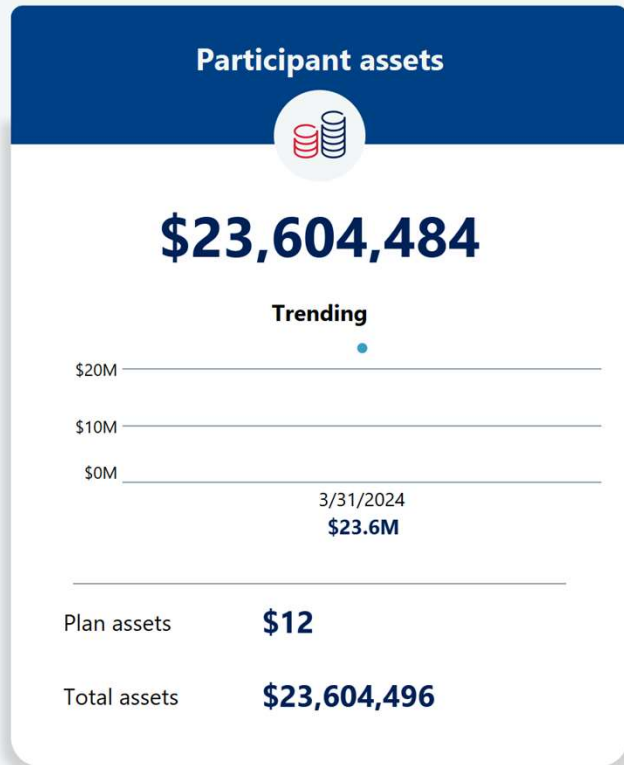 Participant assets
$23,604,484
Trending
$20M
$10M
$0M
3/31/2024
$23.6M
Plan assets $12
Total assets $23,604,496